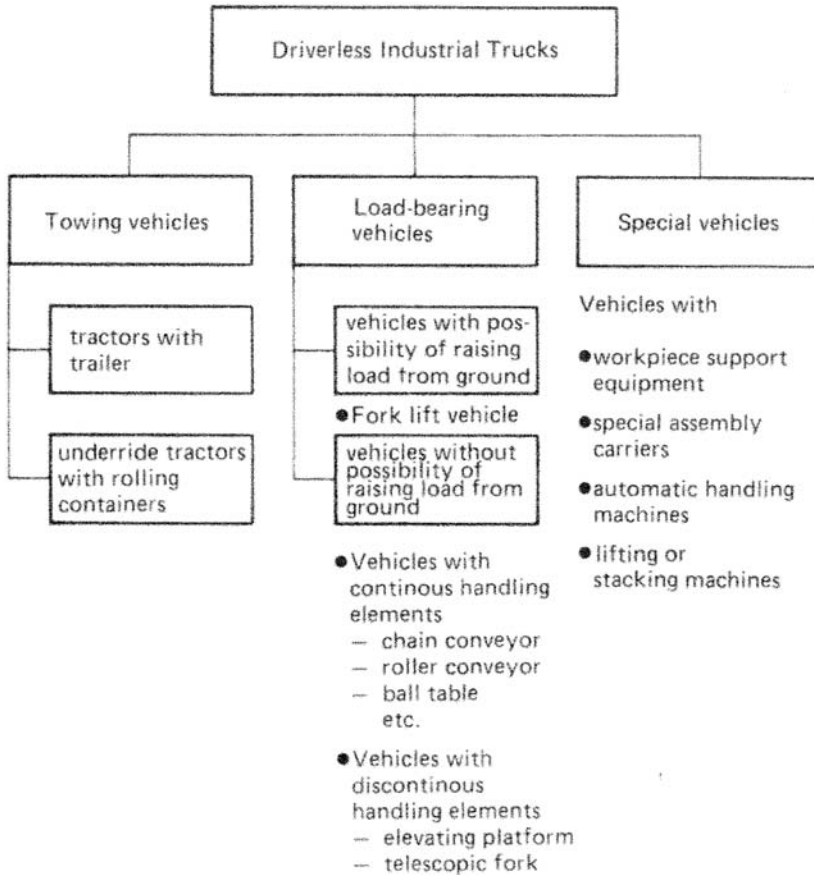 Driverless Industrial Trucks
Towing vehicles
tractors with
trailer
underride tractors
with rolling
containers
Load-bearing
vehicles
vehicles with pos-
sibility of raising
load from ground
●Fork lift vehicle
vehicles without
possibility of
raising load from
ground
●Vehicles with
continous handling
elements
— chain conveyor
— roller conveyor
— ball table
etc.
●Vehicles with
discontinous
handling elements
— elevating platform
— telescopic fork
Special vehicles
Vehicles with
●workpiece support
equipment
●special assembly
carriers
●automatic handling
machines
●lifting or
stacking machines